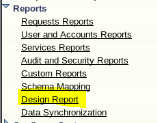 Reports
Requests Reports
User and Accounts Reports
Services Reports
Audit and Security Reports
Custom Reports
Schema Mapping
Design Report
Data Synchronization